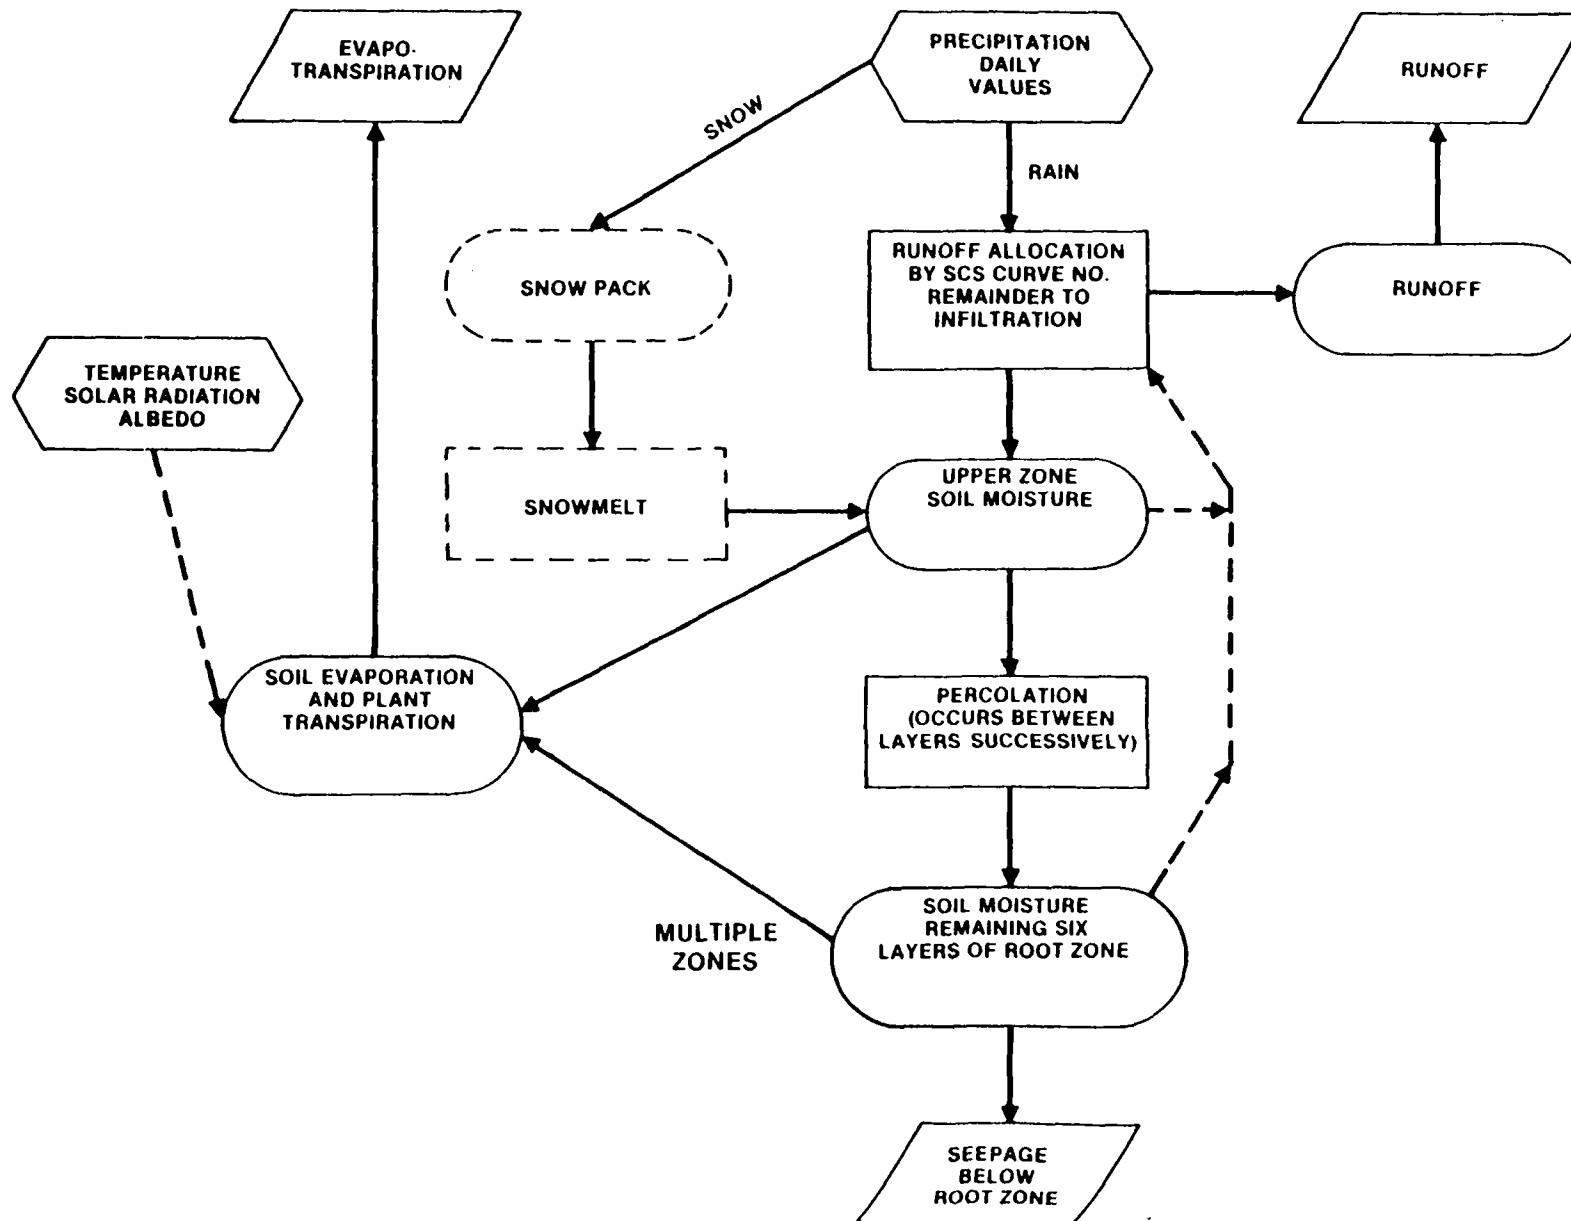 EVAPO-
TRANSPIRATION
PRECIPITATION
DAILY
VALUES
RUNOFF
SNOW
RAIN
SNOW PACK
RUNOFF ALLOCATION
BY SCS CURVE NO.
REMAINDER TO
INFILTRATION
RUNOFF
TEMPERATURE
SOLAR RADIATION
ALBEDO
SNOWMELT
UPPER ZONE
SOIL MOISTURE
SOIL EVAPORATION
AND PLANT
TRANSPIRATION
PERCOLATION
(OCCURS BETWEEN
LAYERS SUCCESSIVELY)
MULTIPLE
ZONES
SOIL MOISTURE
REMAINING SIX
LAYERS OF ROOT ZONE
SEEPAGE
BELOW
ROOT ZONE